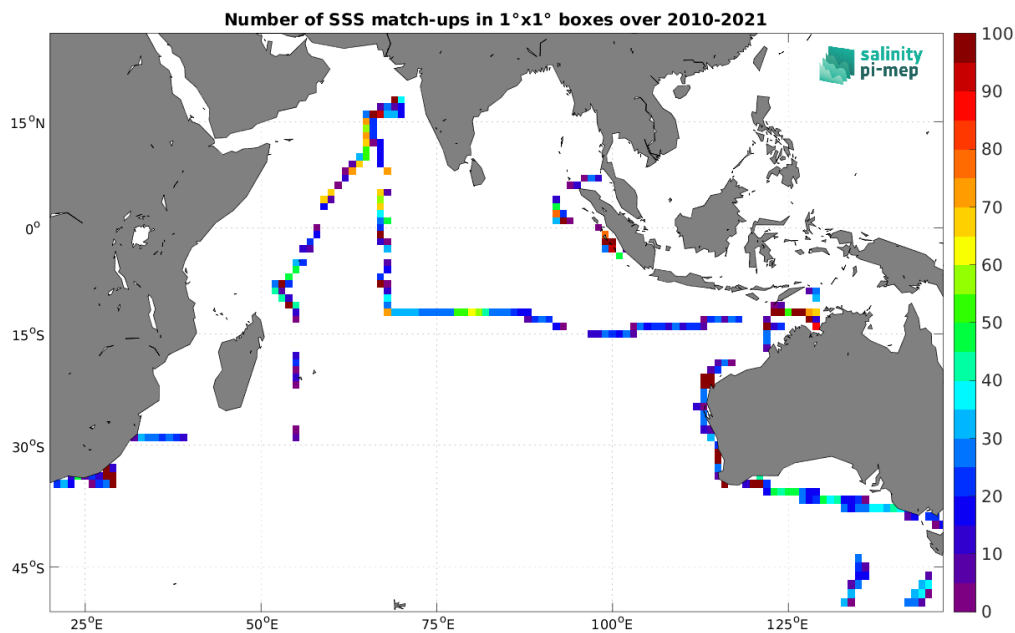 Number of SSS match-ups in 1°x1° boxes over 2010-2021
salinity
pi-mep
100
90
80
70
60
50
40
30
20
10
0
15°N
0°
15°S
30°S
45°S
25°E
50°E
75°E
100°E
125°E